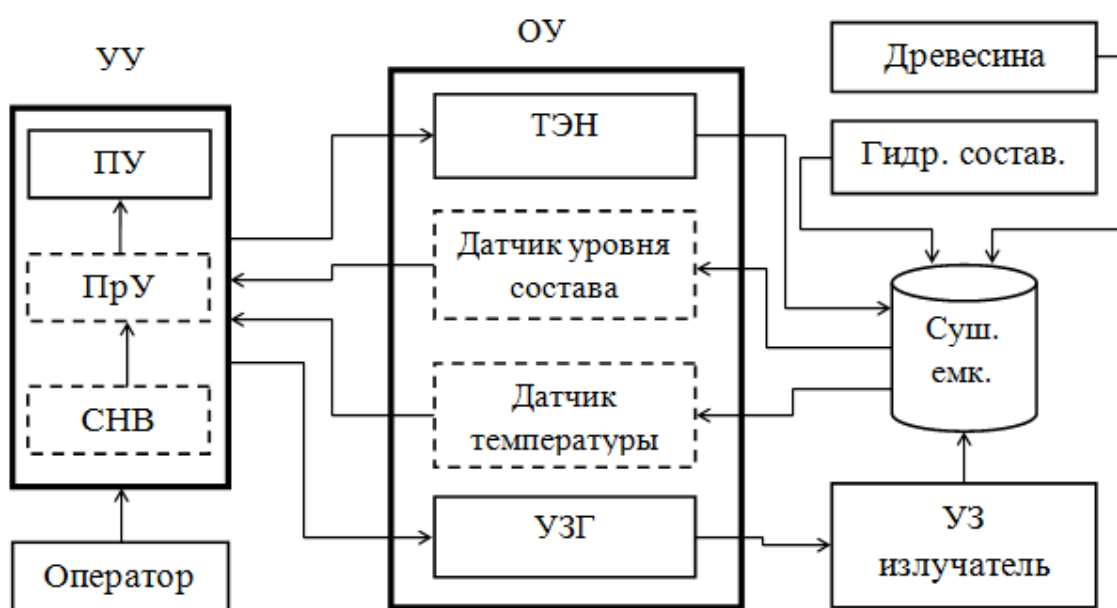 УУ
ОУ
ПУ
ПрУ
СНВ
Оператор
ТЭН
Датчик уровня
состава
Датчик
температуры
УЗГ
Древесина
Гидр. состав.
Суш.
емк.
УЗ
излучатель